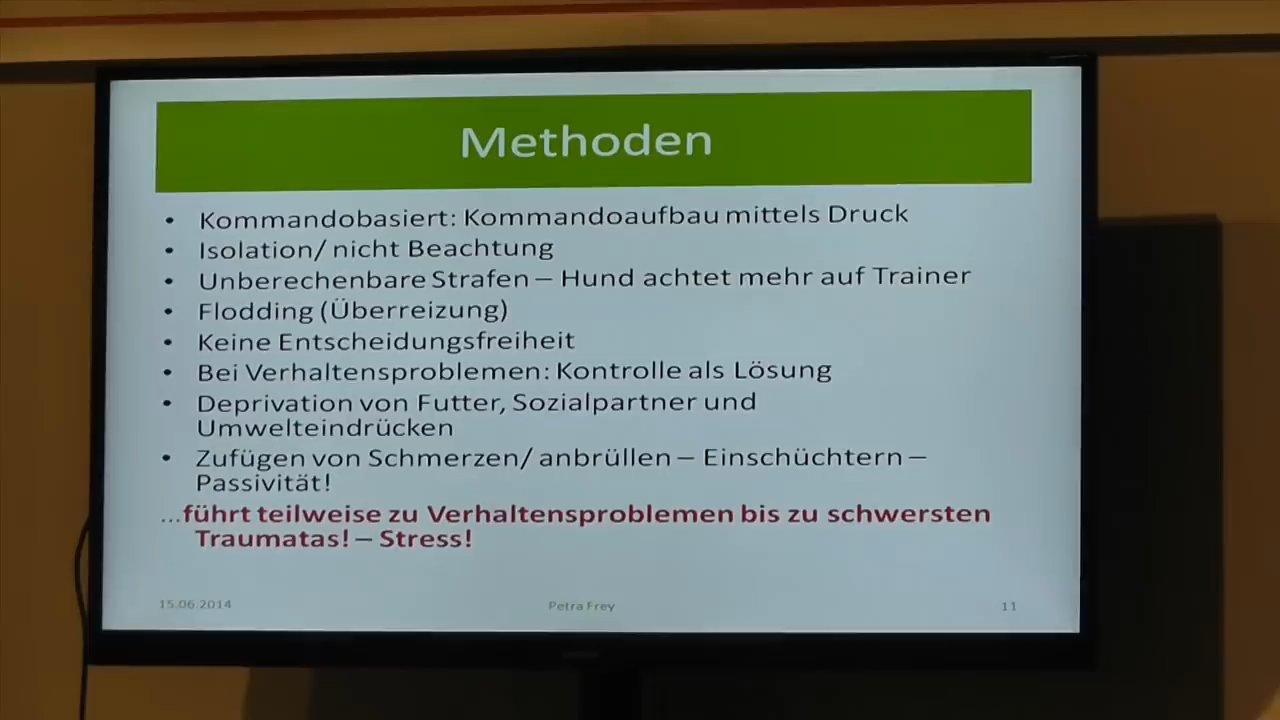 Methoden
• Kommandobasiert: Kommandoaufbau mittels Druck
• Isolation/ nicht Beachtung
• Unberechenbare Strafen – Hund achtet mehr auf Trainer
• Flodding (Überreizung)
• Keine Entscheidungsfreiheit
• Bei Verhaltensproblemen: Kontrolle als Lösung
• Deprivation von Futter, Sozialpartner und
Umwelteindrücken
• Zufügen von Schmerzen/ anbrüllen – Einschüchtern –
Passivität!
...führt teilweise zu Verhaltensproblemen bis zu schwersten
Traumatas! – Stress!
15.06.2014 Petra Frey 11